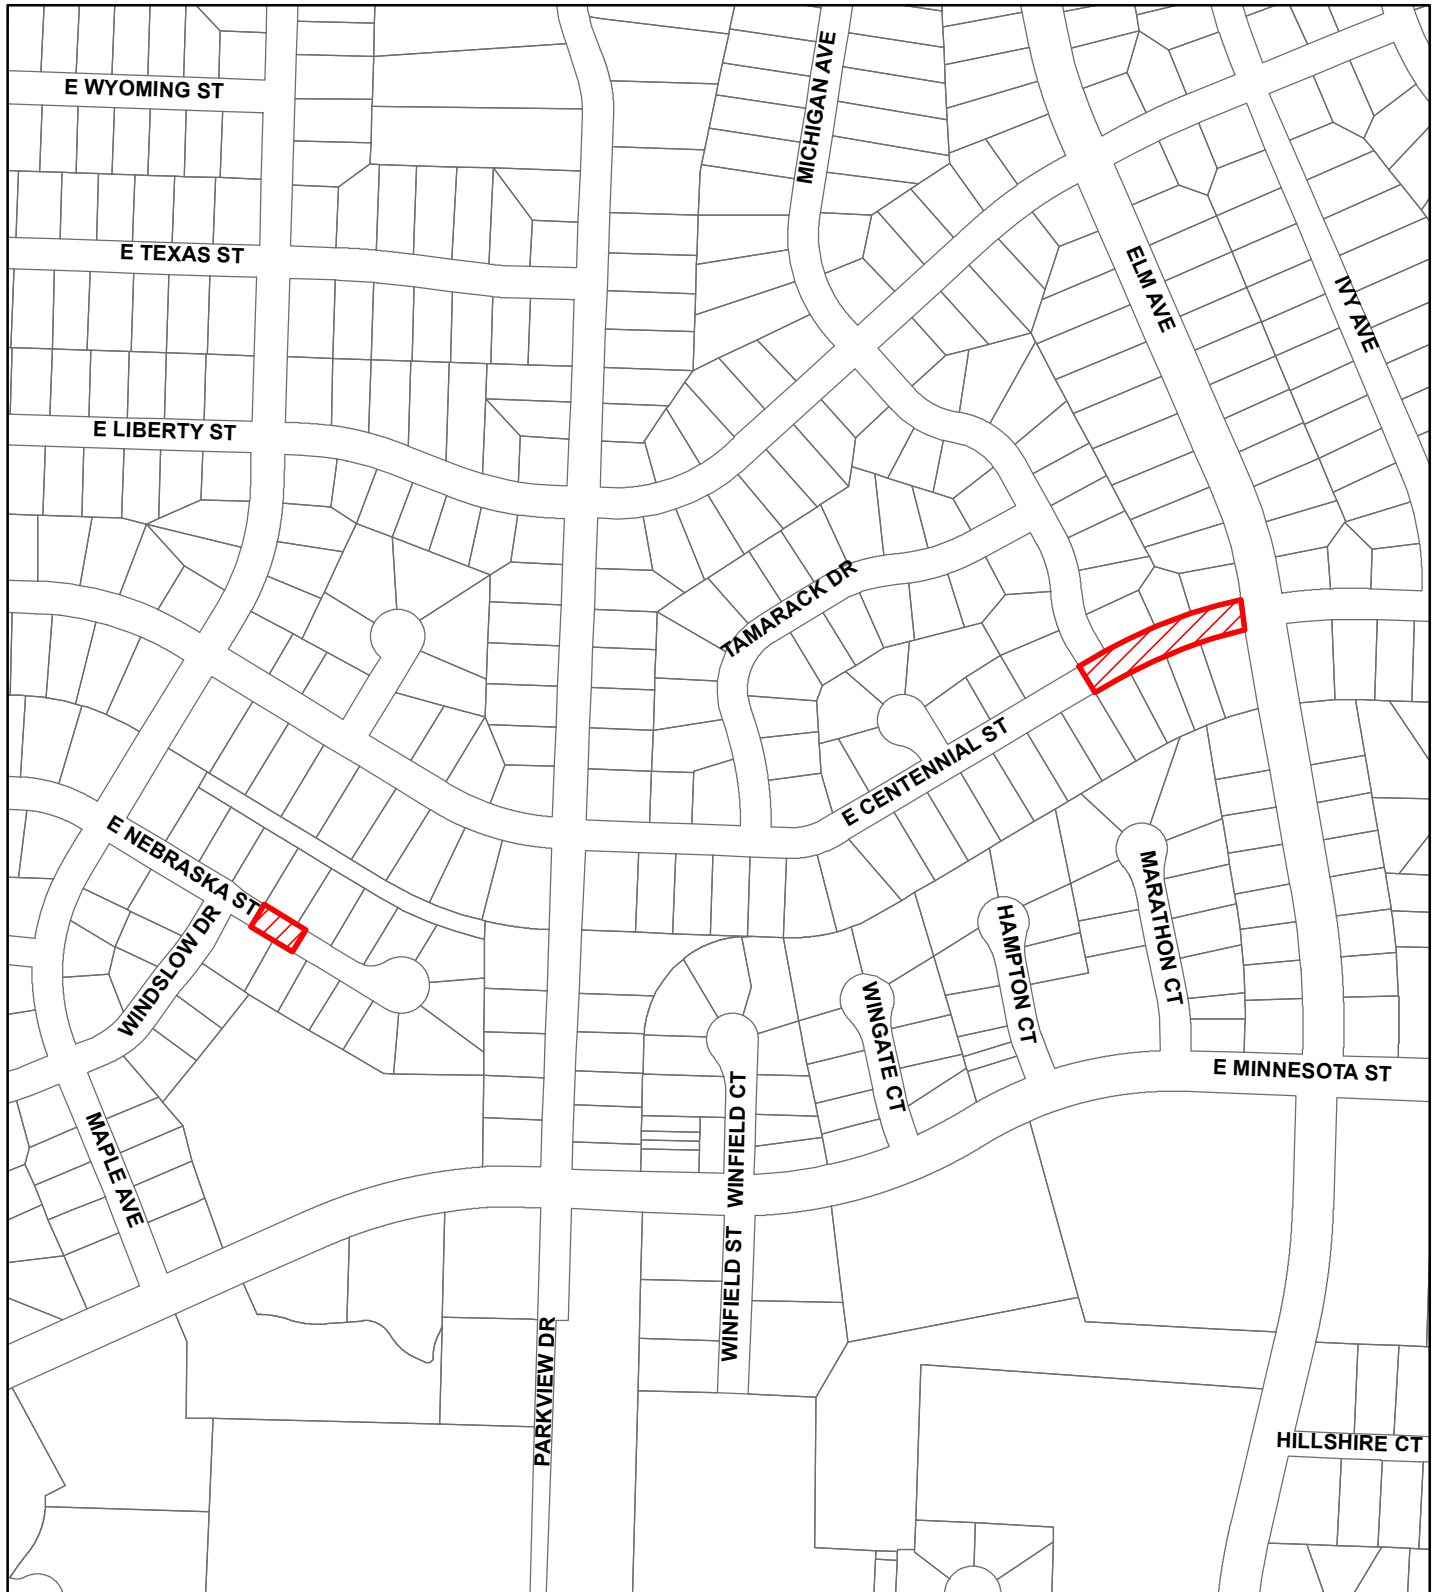 E WYOMING ST
MICHIGAN AVE
E TEXAS ST
ELM AVE
IVY AVE
E LIBERTY ST
TAMARACK DR
E CENTENNIAL ST
E NEBRASKA ST
WINDSLOW DR
MARATHON CT
HAMPTON CT
WINGATE CT
E MINNESOTA ST
WINFIELD CT
MAPLE AVE
WINFIELD ST
PARKVIEW DR
HILLSHIRE CT